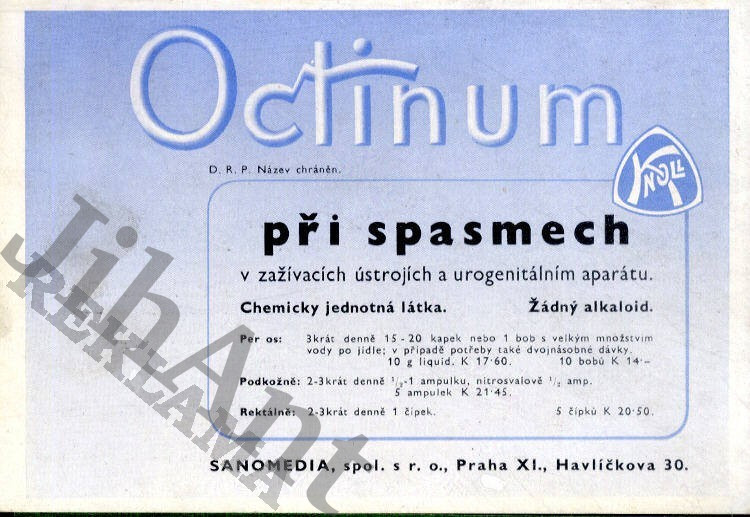 Octinum
D. R. P. Název chráněn.
KNOLL
při spasmech
v zažívacích ústrojích a urogenitálním aparátu.
Chemicky jednotná látka. Žádný alkaloid.
Per os: 3krát denně 15-20 kapek nebo 1 bob s velkým množstvím
vody po jídle; v případě potřeby také dvojnásobné dávky.
10 g liquid. K 17·60. 10 bobů K 14·–
Podkožně: 2-3krát denně 1/2-1 ampulku, nitrosvalově 1/2 amp.
5 ampulek K 21·45.
Rektálně: 2-3krát denně 1 čípek. 5 čípků K 20·50.
SANOMEDIA, spol. s r. o., Praha XI., Havlíčkova 30.
JihAnt
REKLAMA